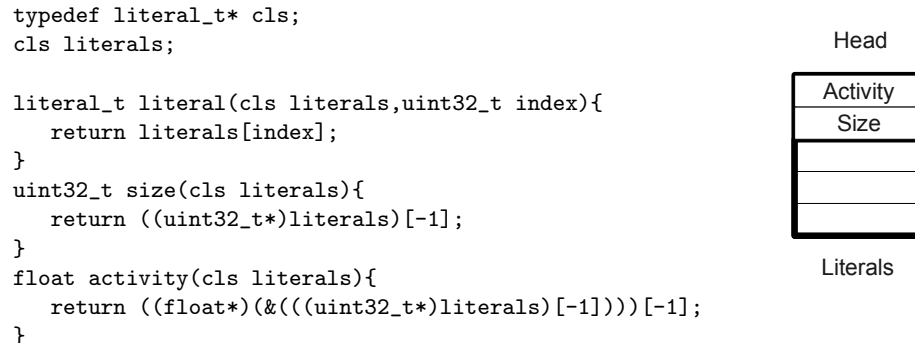 typedef literal_t* cls;
cls literals;
literal_t literal(cls literals,uint32_t index){
   return literals[index];
}
uint32_t size(cls literals){
   return ((uint32_t*)literals)[-1];
}
float activity(cls literals){
   return ((float*)(&(((uint32_t*)literals)[-1])))[-1];
}
Head
Activity
Size
Literals